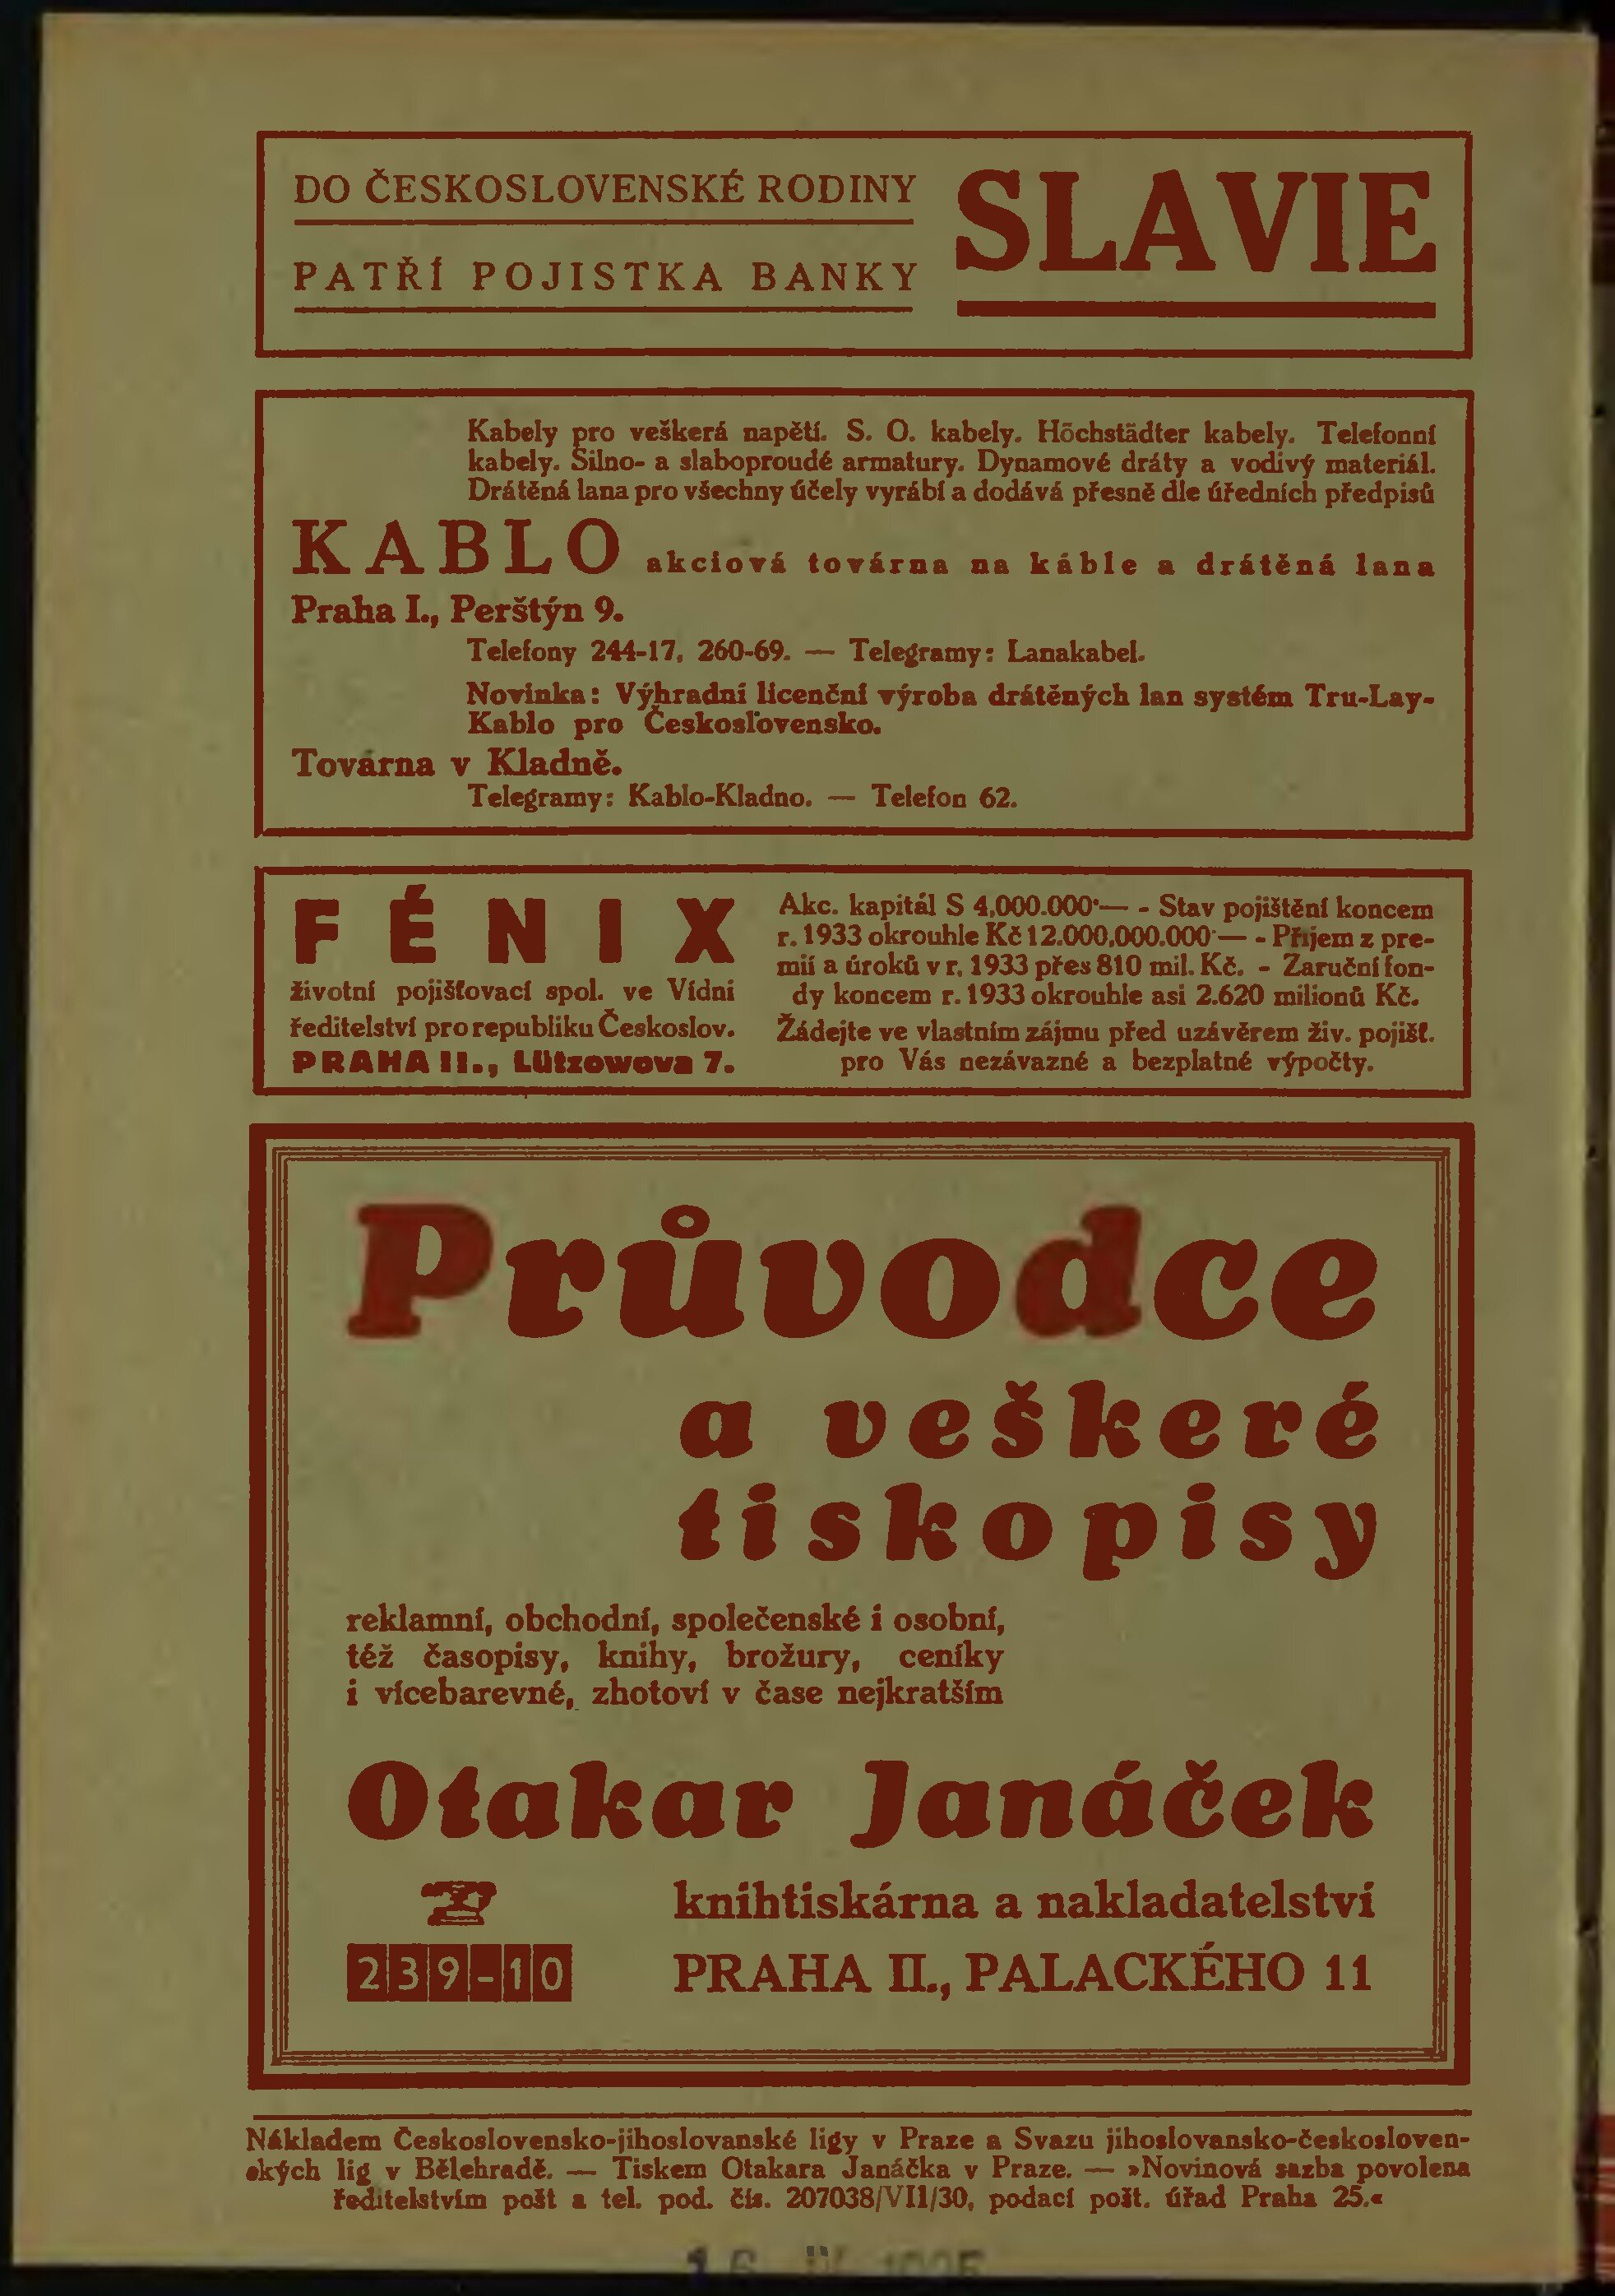 DO ČESKOSLOVENSKÉ RODINY
PATŘÍ POJISTKA BANKY
SLAVIE
Kabely pro veškerá napětí. S. O. kabely. Höchstädter kabely. Telefonní
kabely. Silno- a slaboproudé armatury. Dynamové dráty a vodivý materiál.
Drátěná lana pro všechny účely vyrábí a dodává přesně dle úředních předpisů
KABLO akciová továrna na káble a drátěná lana
Praha I., Perštýn 9.
Telefony 244-17, 260-69. — Telegramy: Lanakabel.
Novinka: Výhradní licenční výroba drátěných lan systém Tru-Lay-
Kablo pro Československo.
Továrna v Kladně.
Telegramy: Kablo-Kladno. — Telefon 62.
FÉNIX
životní pojišťovací spol. ve Vídni
ředitelství pro republiku Českoslov.
PRAHA II., Lützowova 7.
Akc. kapitál S 4,000.000·— - Stav pojištění koncem
r. 1933 okrouhle Kč 12.000,000.000·— - Příjem z pre-
mií a úroků v r. 1933 přes 810 mil. Kč. - Zaruční fon-
dy koncem r. 1933 okrouhle asi 2.620 milionů Kč.
Žádejte ve vlastním zájmu před uzávěrem živ. pojišť.
pro Vás nezávazné a bezplatné výpočty.
Průvodce
a veškeré
tiskopisy
reklamní, obchodní, společenské i osobní,
též časopisy, knihy, brožury, ceníky
i vícebarevné, zhotoví v čase nejkratším
Otakar Janáček
knihtiskárna a nakladatelství
239-10
PRAHA II., PALACKÉHO 11
Nákladem Československo-jihoslovanské ligy v Praze a Svazu jihoslovansko-českosloven-
ských lig v Bělehradě. — Tiskem Otakara Janáčka v Praze. — »Novinová sazba povolena
ředitelstvím pošt a tel. pod. čís. 207038/VII/30, podací pošt. úřad Praha 25.«